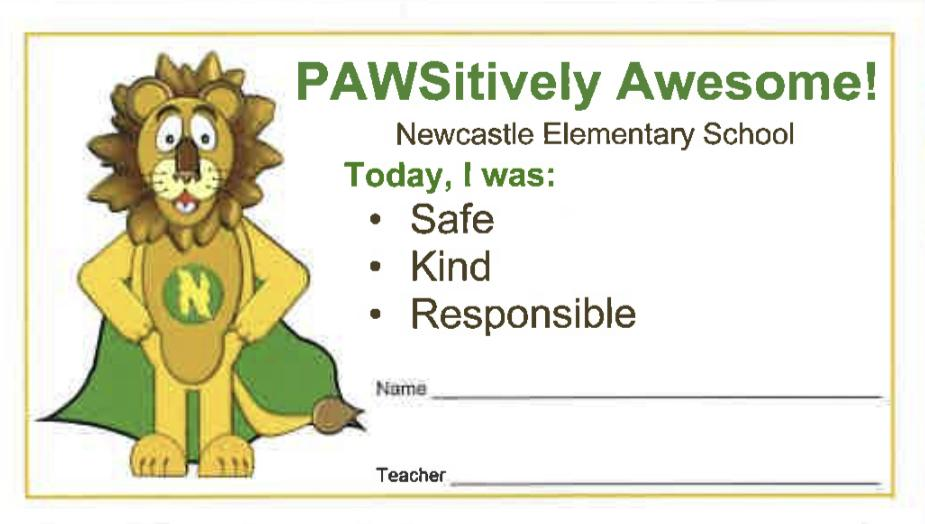 PAWSitively Awesome!
Newcastle Elementary School
Today, I was:
• Safe
• Kind
• Responsible
N
Name
Teacher